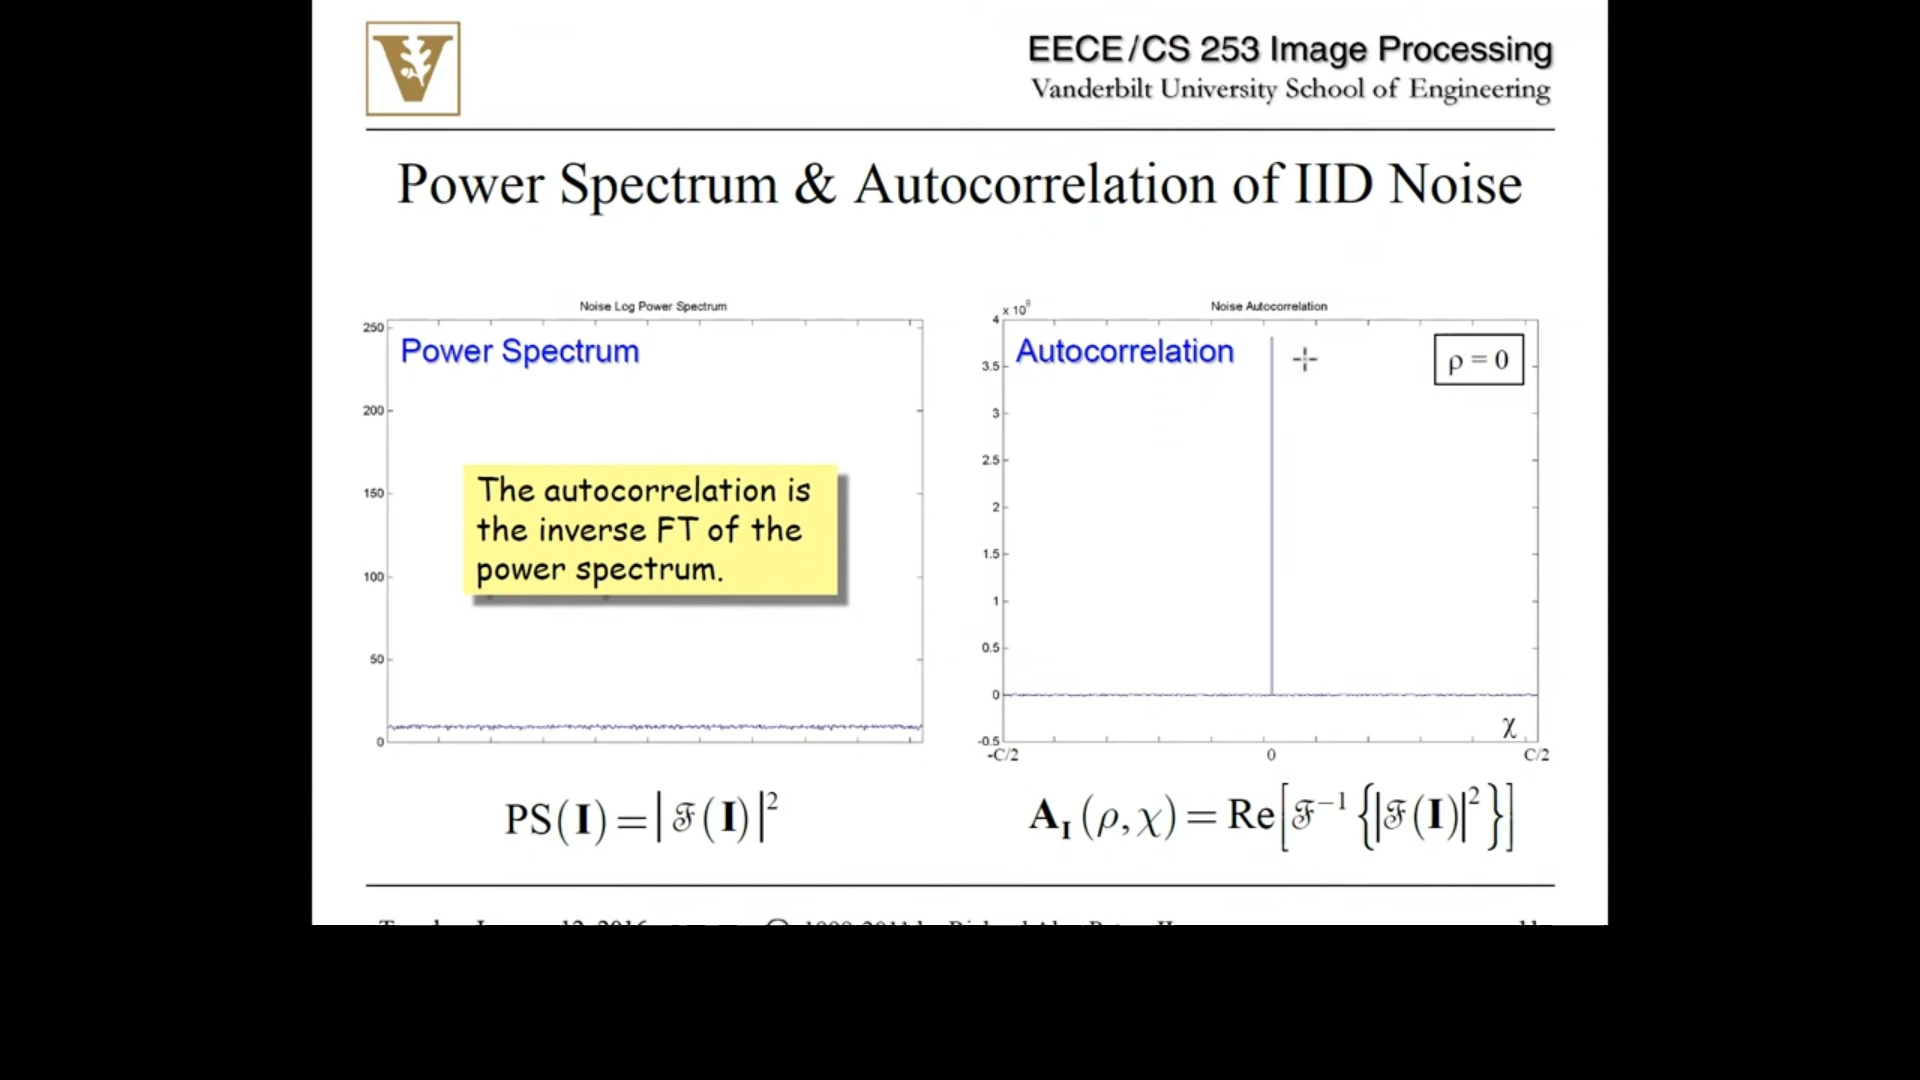 V
EECE/CS 253 Image Processing
Vanderbilt University School of Engineering
Power Spectrum & Autocorrelation of IID Noise
Noise Log Power Spectrum
Power Spectrum
250
200
150
100
50
0
The autocorrelation is
the inverse FT of the
power spectrum.
PS(I) = |ℱ(I)|²
Noise Autocorrelation
x 10⁹
Autocorrelation
ρ = 0
4
3.5
3
2.5
2
1.5
1
0.5
0
-0.5
χ
-C/2 0 C/2
A_I(ρ, χ) = Re[ℱ⁻¹{|ℱ(I)|²}]